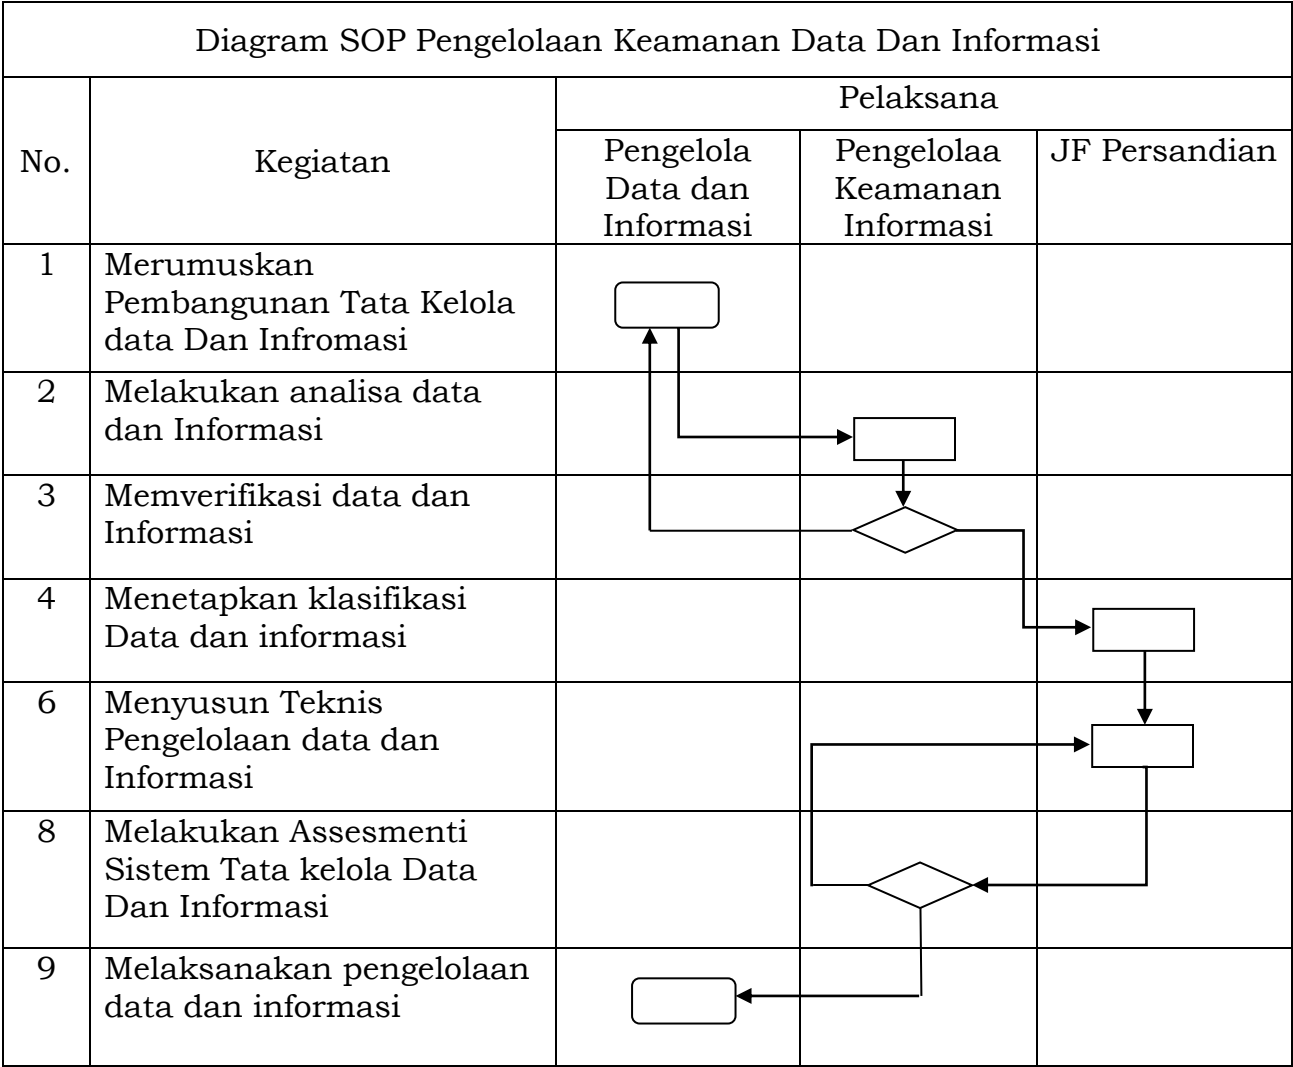 Diagram SOP Pengelolaan Keamanan Data Dan Informasi
No.
Kegiatan
Pelaksana
Pengelola
Data dan
Informasi
Pengelolaa
Keamanan
Informasi
JF Persandian
1
Merumuskan
Pembangunan Tata Kelola
data Dan Infromasi
2
Melakukan analisa data
dan Informasi
3
Memverifikasi data dan
Informasi
4
Menetapkan klasifikasi
Data dan informasi
6
Menyusun Teknis
Pengelolaan data dan
Informasi
8
Melakukan Assesmenti
Sistem Tata kelola Data
Dan Informasi
9
Melaksanakan pengelolaan
data dan informasi